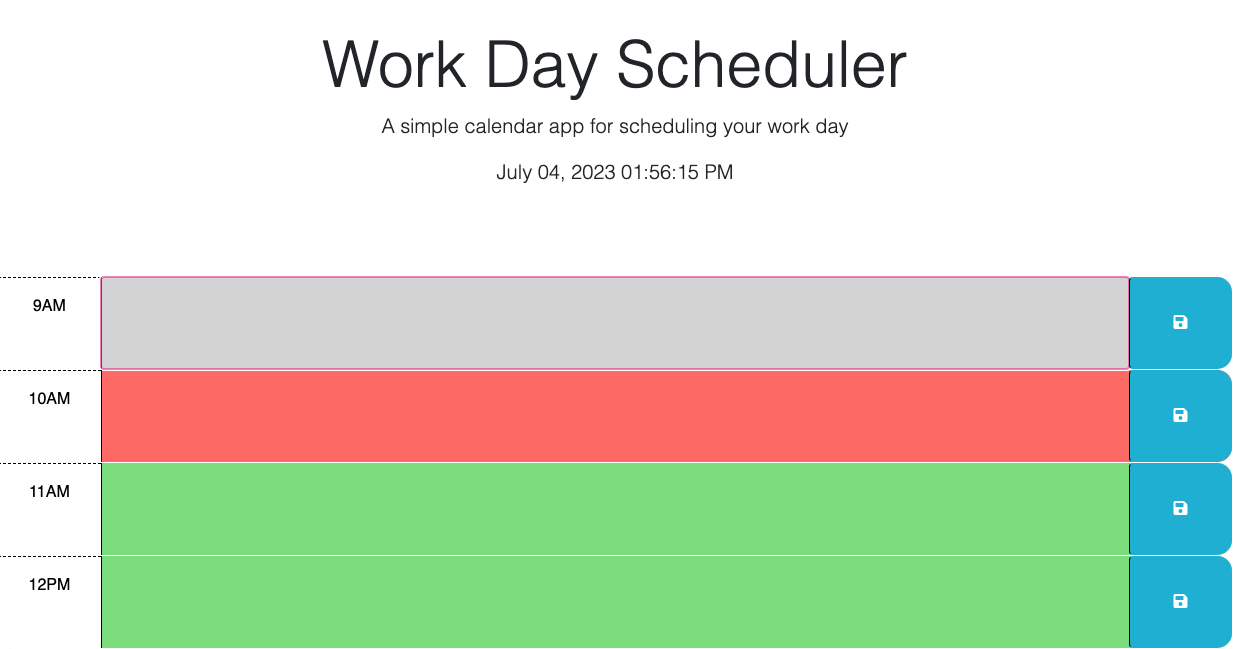 Work Day Scheduler
A simple calendar app for scheduling your work day
July 04, 2023 01:56:15 PM
9AM
10AM
11AM
12PM